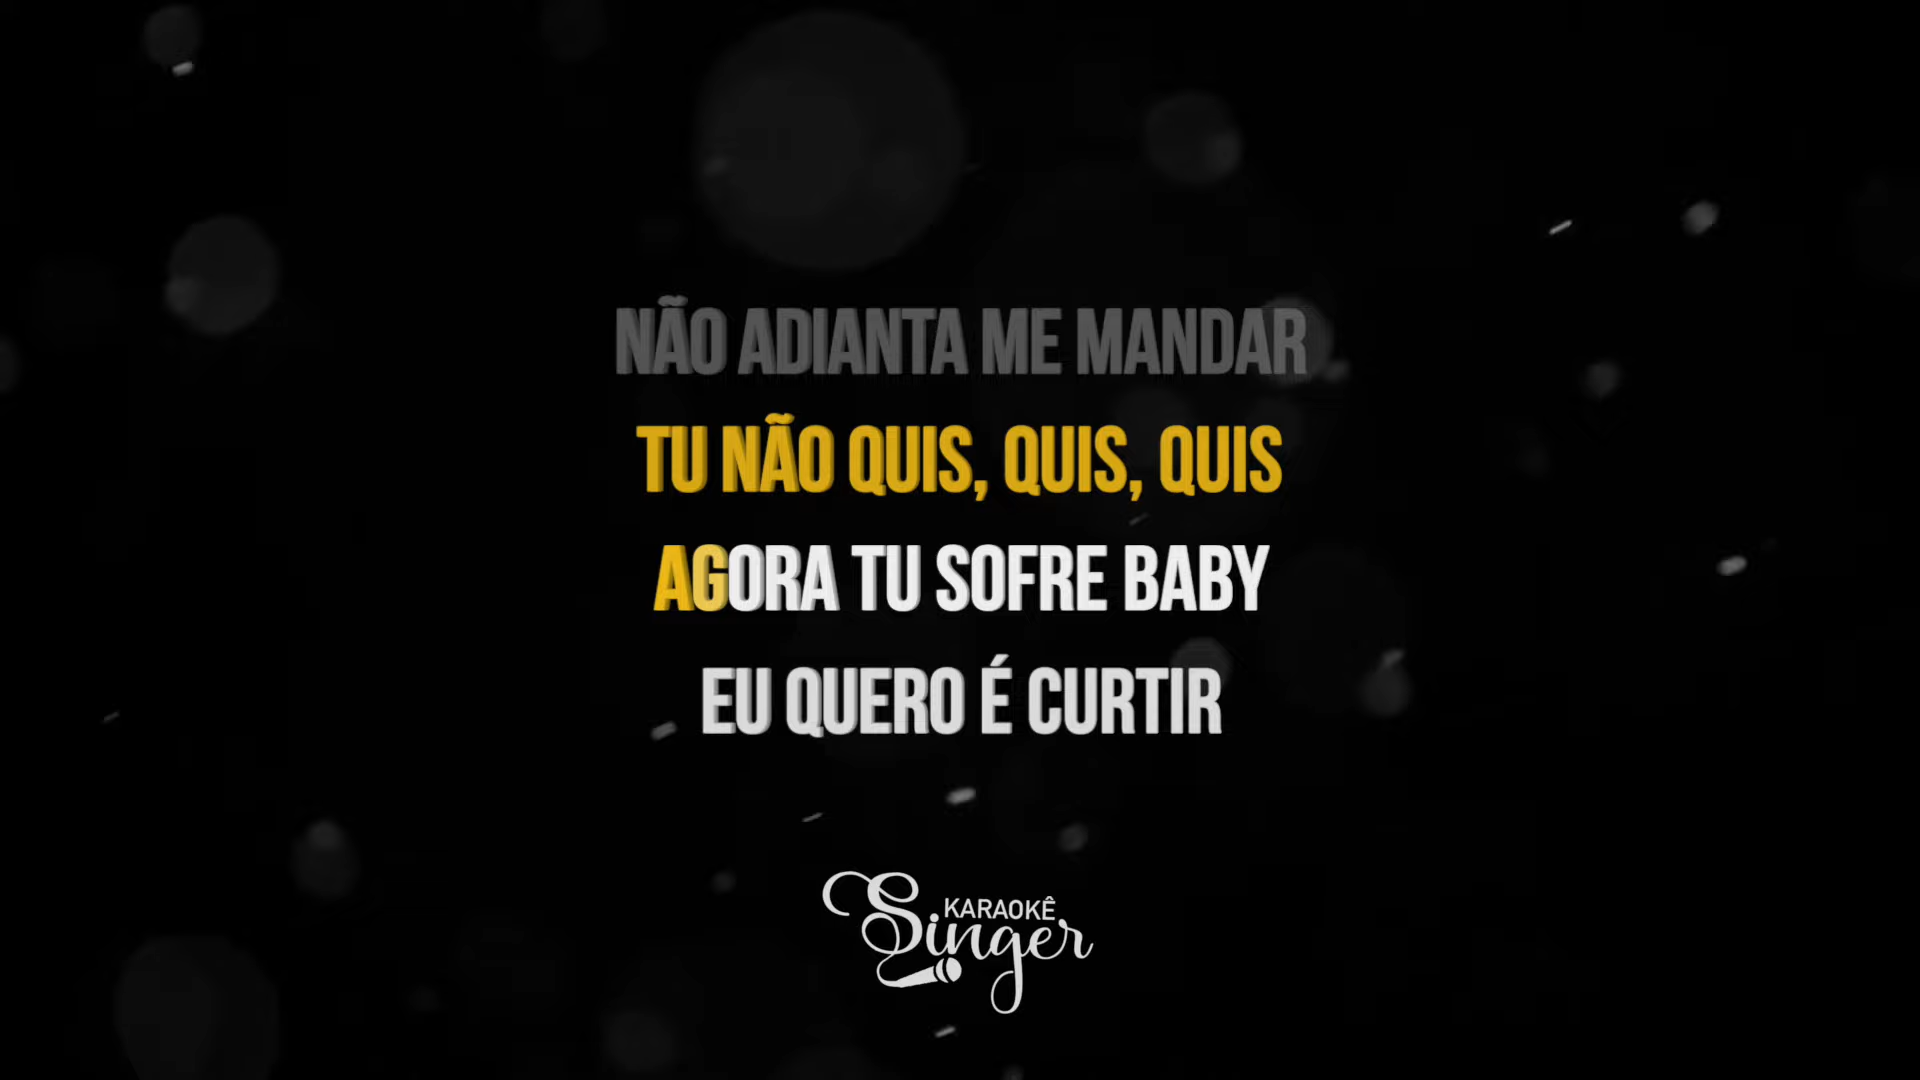 NÃO ADIANTA ME MANDAR
TU NÃO QUIS, QUIS, QUIS
AGORA TU SOFRE BABY
EU QUERO É CURTIR
KARAOKÊ
Singer